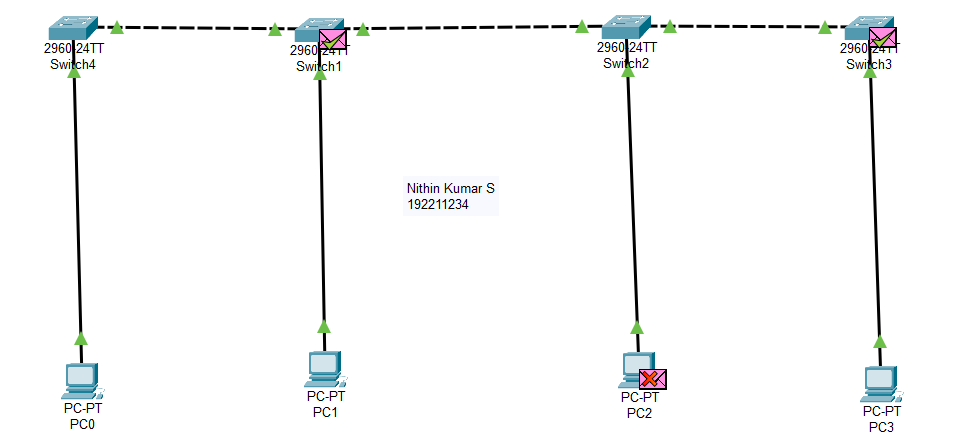 2960-24TT
Switch4
2960-24TT
Switch1
2960-24TT
Switch2
2960-24TT
Switch3
Nithin Kumar S
192211234
PC-PT
PC0
PC-PT
PC1
PC-PT
PC2
PC-PT
PC3